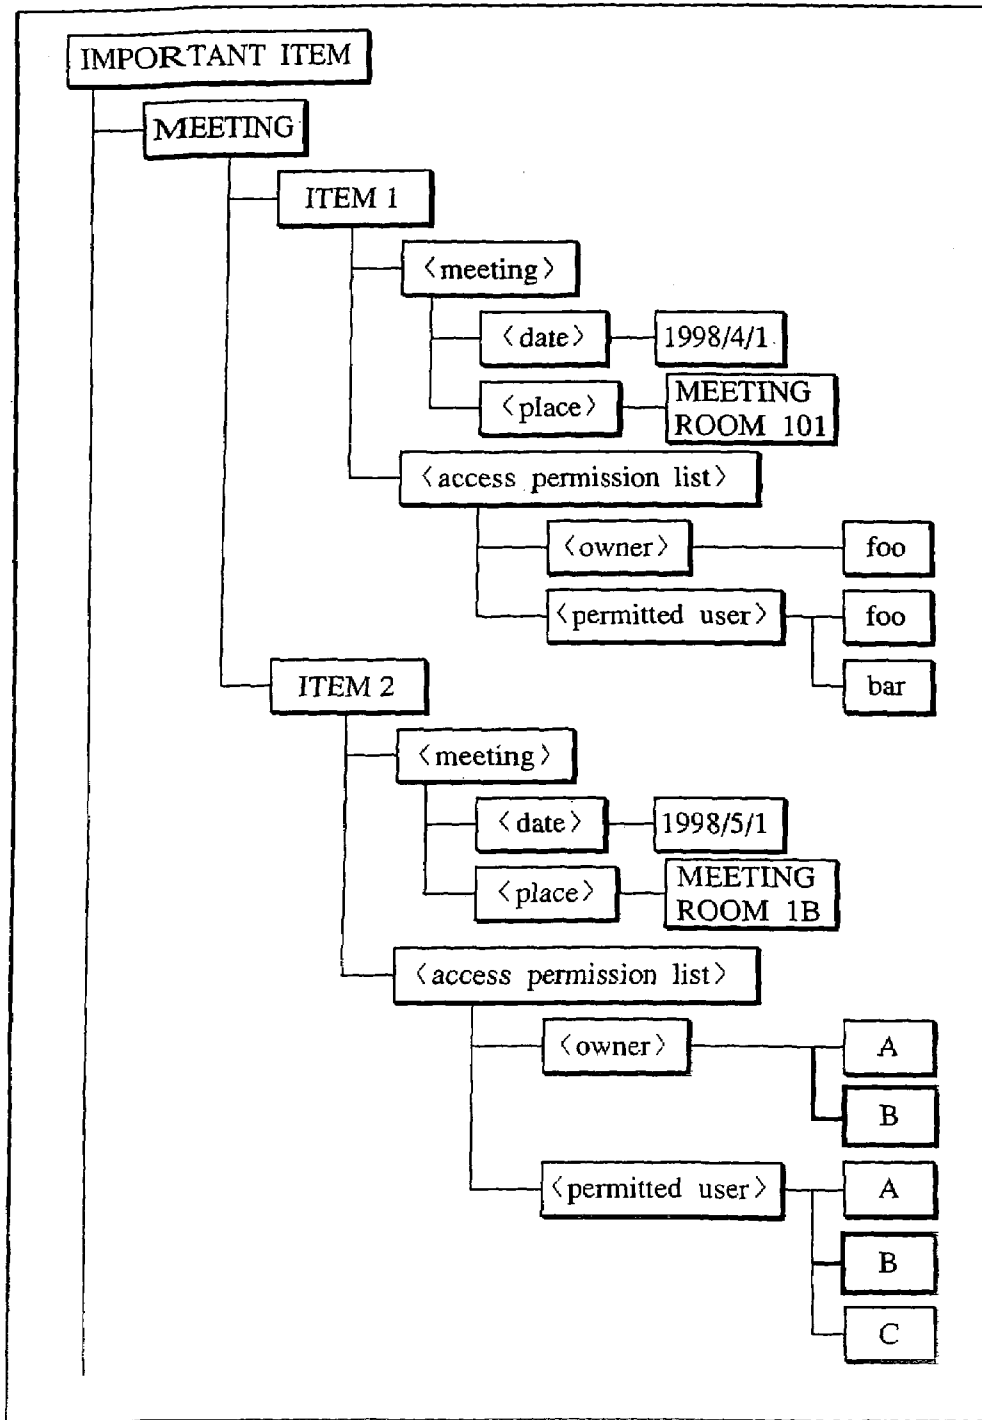 IMPORTANT ITEM
MEETING
ITEM 1
〈meeting〉
〈date〉 1998/4/1
〈place〉 MEETING
ROOM 101
〈access permission list〉
〈owner〉 foo
〈permitted user〉 foo
bar
ITEM 2
〈meeting〉
〈date〉 1998/5/1
〈place〉 MEETING
ROOM 1B
〈access permission list〉
〈owner〉 A
B
〈permitted user〉 A
B
C